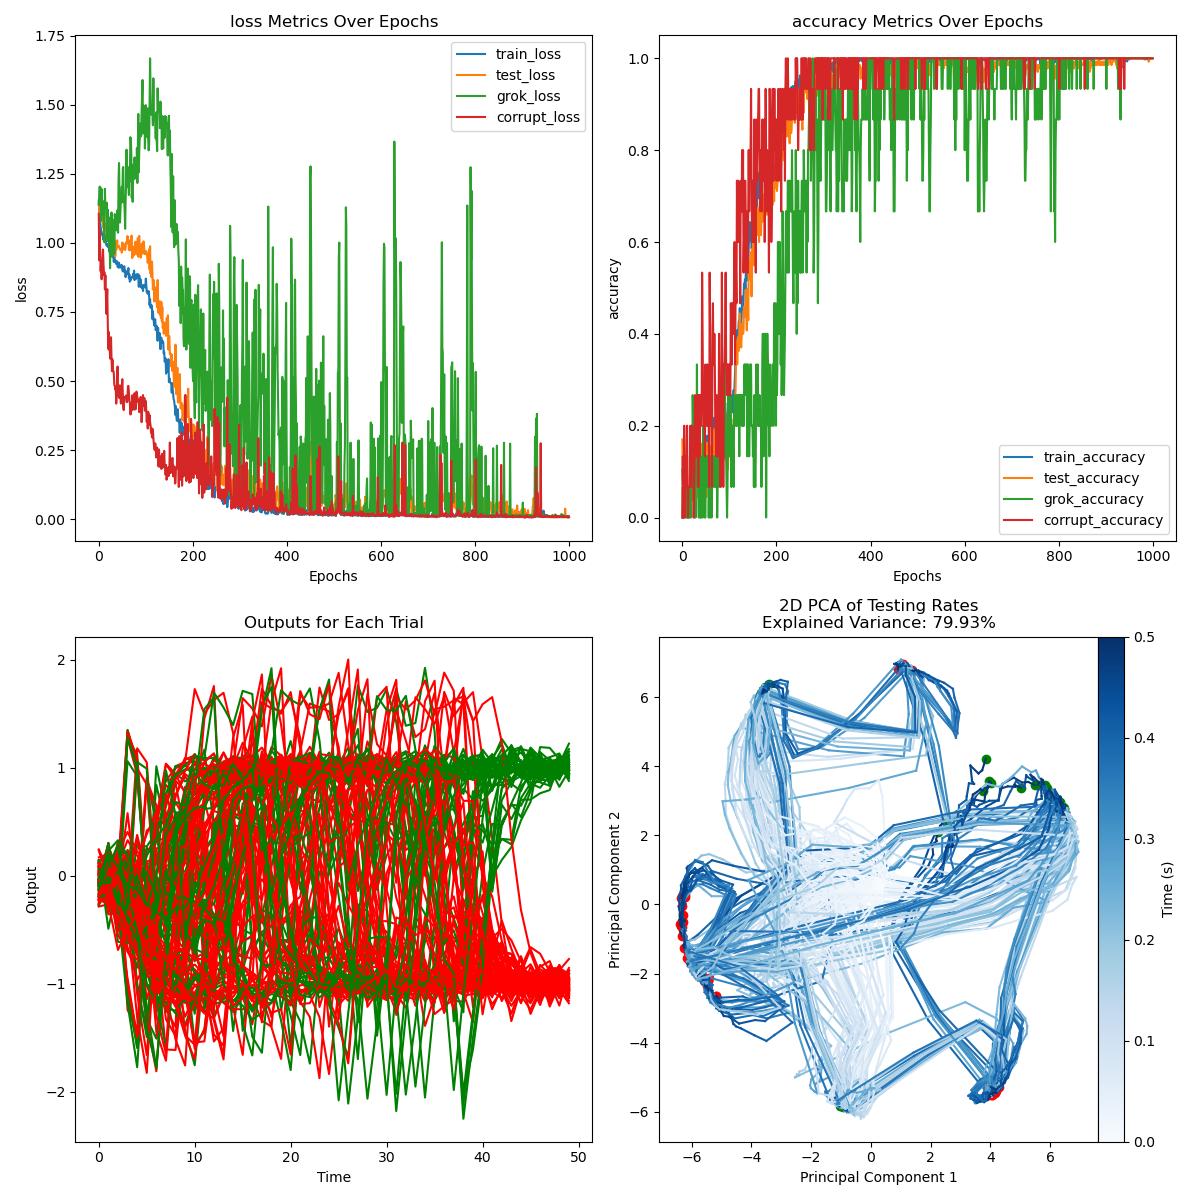 loss Metrics Over Epochs
1.75
1.50
1.25
1.00
0.75
0.50
0.25
0.00
loss
0
200
400
600
800
1000
Epochs
train_loss
test_loss
grok_loss
corrupt_loss
accuracy Metrics Over Epochs
1.0
0.8
0.6
0.4
0.2
0.0
accuracy
0
200
400
600
800
1000
Epochs
train_accuracy
test_accuracy
grok_accuracy
corrupt_accuracy
Outputs for Each Trial
2
1
0
−1
−2
Output
0
10
20
30
40
50
Time
2D PCA of Testing Rates
Explained Variance: 79.93%
6
4
2
0
−2
−4
−6
Principal Component 2
−6
−4
−2
0
2
4
6
Principal Component 1
0.5
0.4
0.3
0.2
0.1
0.0
Time (s)